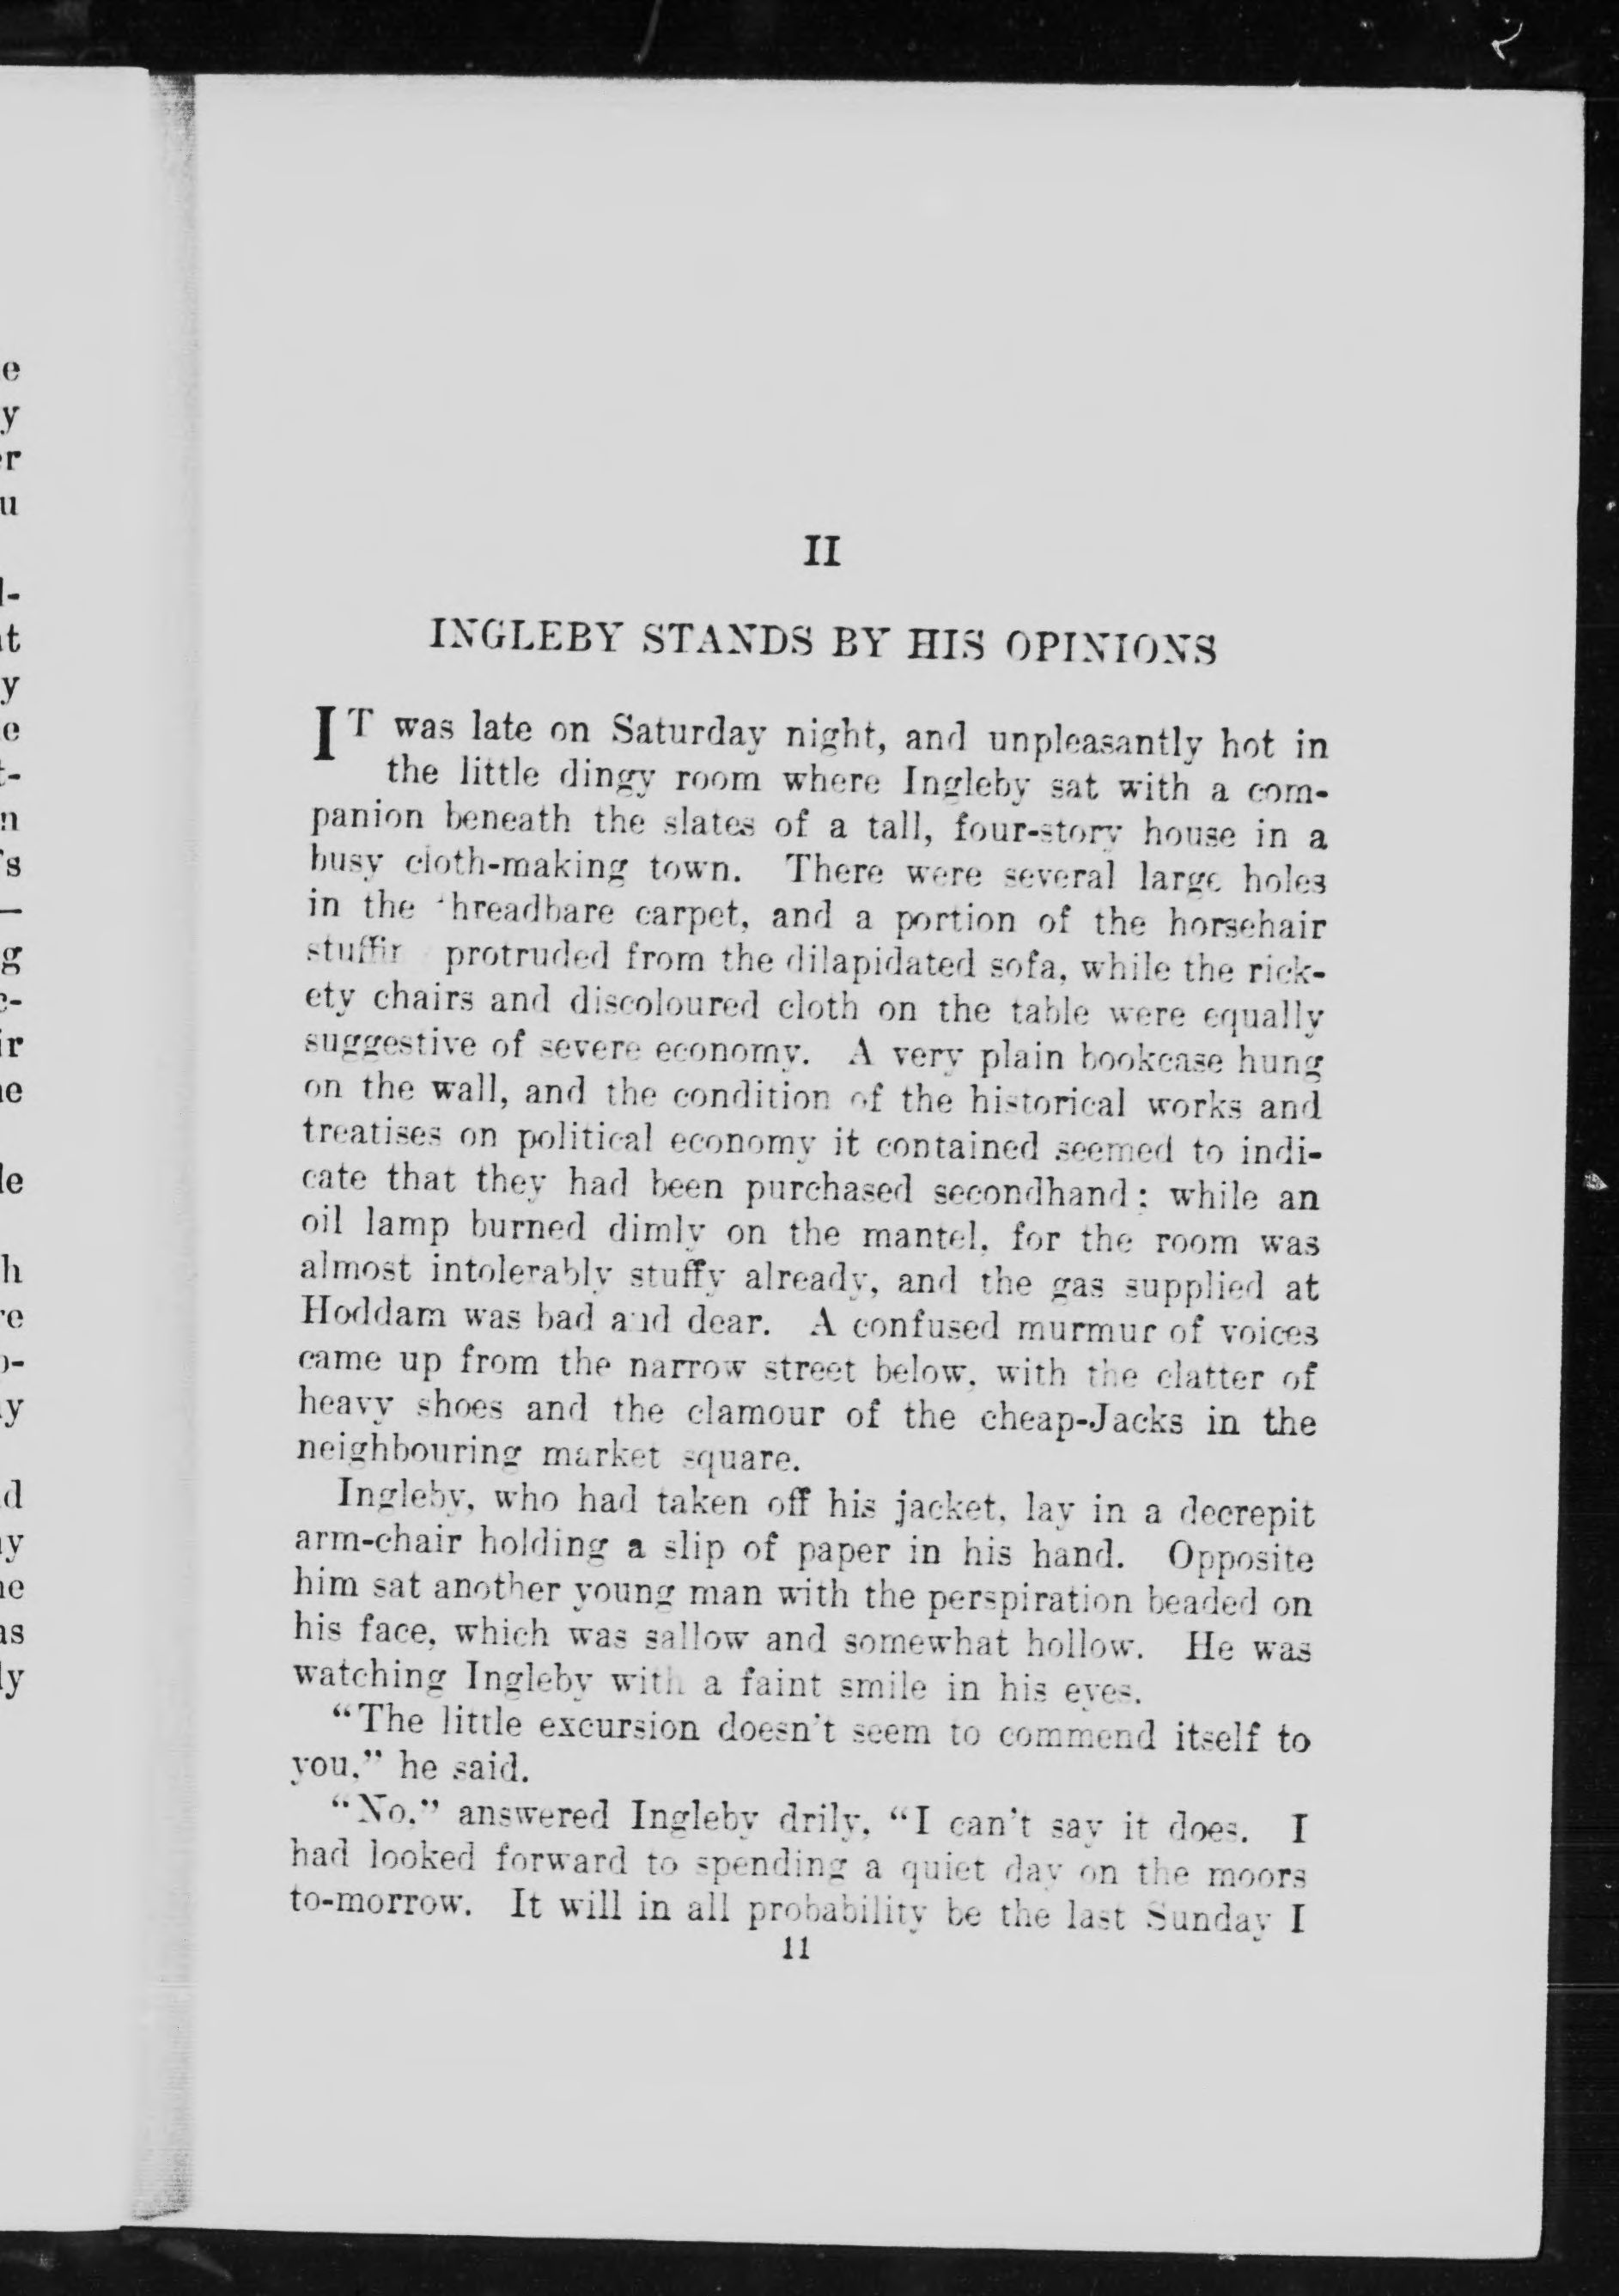 II
INGLEBY STANDS BY HIS OPINIONS
IT was late on Saturday night, and unpleasantly hot in
the little dingy room where Ingleby sat with a com-
panion beneath the slates of a tall, four-story house in a
busy cloth-making town. There were several large holes
in the threadbare carpet, and a portion of the horsehair
protruded from the dilapidated sofa, while the rick-
ety chairs and discoloured cloth on the table were equally
suggestive of severe economy. A very plain bookcase hung
on the wall, and the condition of the historical works and
treatises on political economy it contained seemed to indi-
cate that they had been purchased secondhand; while an
oil lamp burned dimly on the mantel, for the room was
almost intolerably stuffy already, and the gas supplied at
Hoddam was bad and dear. A confused murmur of voices
came up from the narrow street below, with the clatter of
heavy shoes and the clamour of the cheap-Jacks in the
neighbouring market square.
Ingleby, who had taken off his jacket, lay in a decrepit
arm-chair holding a slip of paper in his hand. Opposite
him sat another young man with the perspiration beaded on
his face, which was sallow and somewhat hollow. He was
watching Ingleby with a faint smile in his eyes.
"The little excursion doesn't seem to commend itself to
you," he said.
"No," answered Ingleby drily, "I can't say it does. I
had looked forward to spending a quiet day on the moors
to-morrow. It will in all probability be the last Sunday I
11